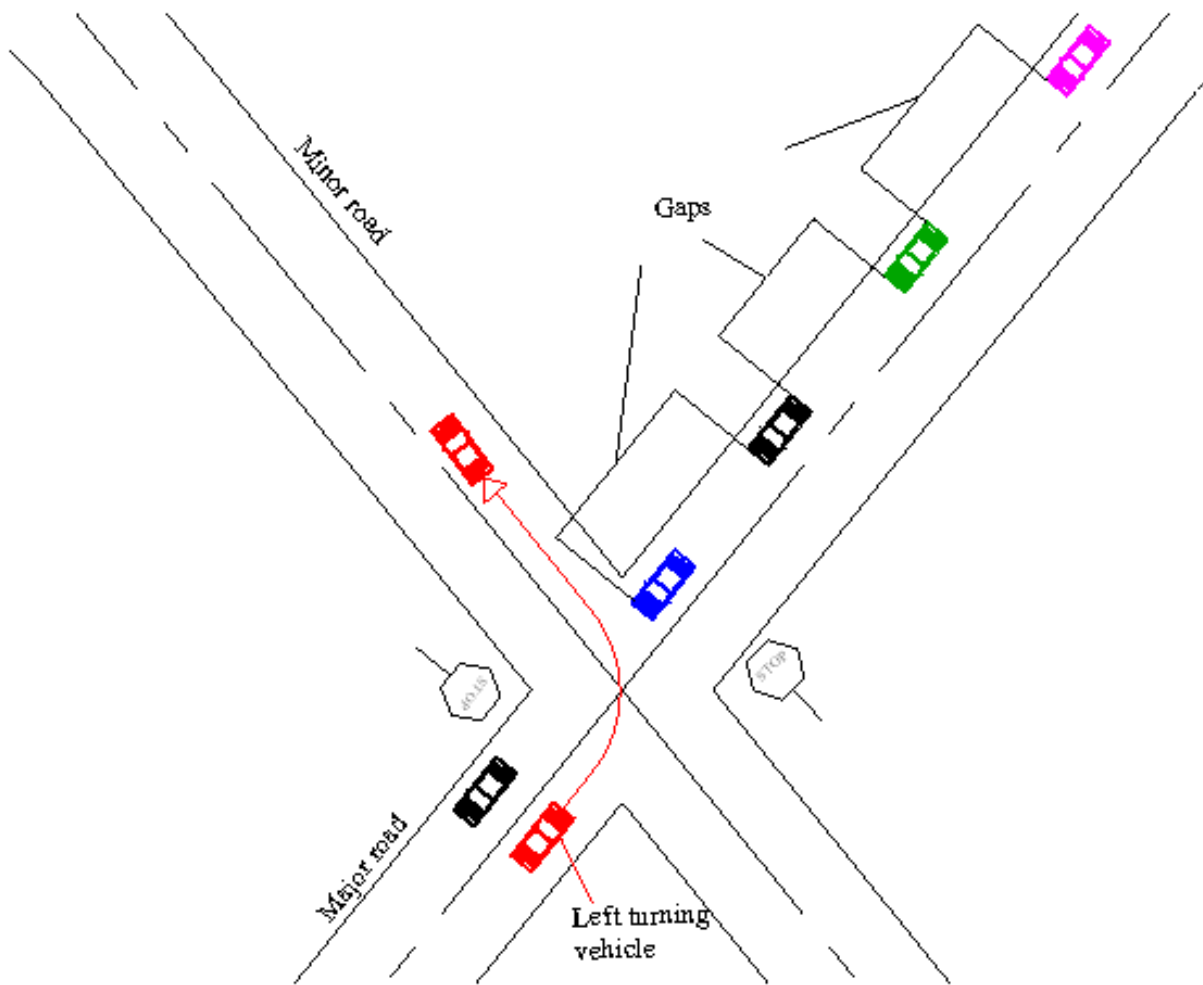 Minor road
Gaps
STOP
STOP
Major road
Left turning
vehicle